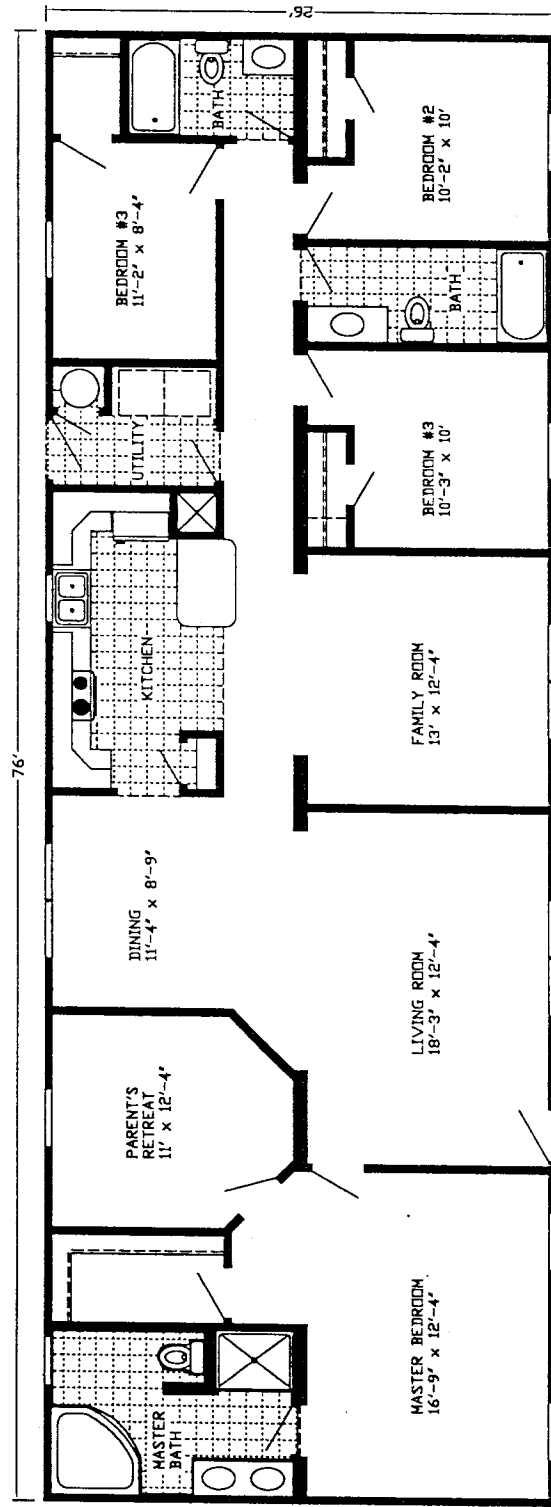 76'
MASTER
BATH
PARENT'S
RETREAT
11' x 12'-4"
DINING
11'-4" x 8'-9"
KITCHEN
UTILITY
BEDROOM #3
11'-2" x 8'-4"
BATH
26'
MASTER BEDROOM
16'-9" x 12'-4"
LIVING ROOM
18'-3" x 12'-4"
FAMILY ROOM
13' x 12'-4"
BEDROOM #3
10'-3" x 10'
BATH
BEDROOM #2
10'-2" x 10'